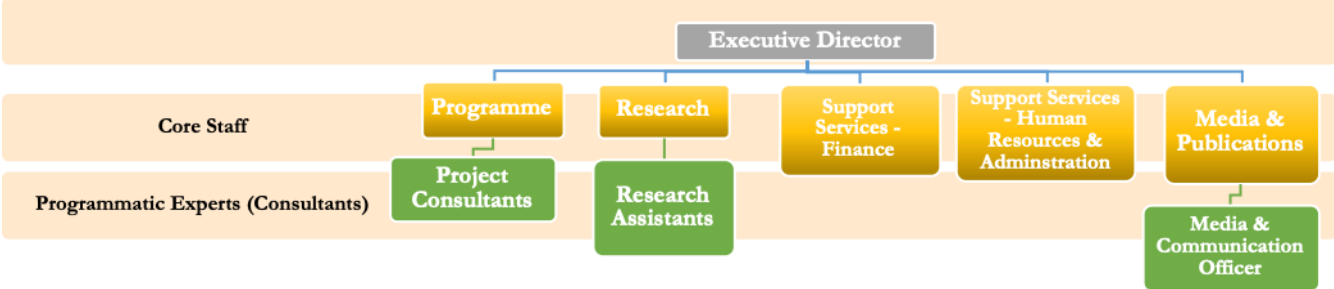 Executive Director
Core Staff
Programme
Research
Support
Services -
Finance
Support Services
- Human
Resources &
Adminstration
Media &
Publications
Programmatic Experts (Consultants)
Project
Consultants
Research
Assistants
Media &
Communication
Officer